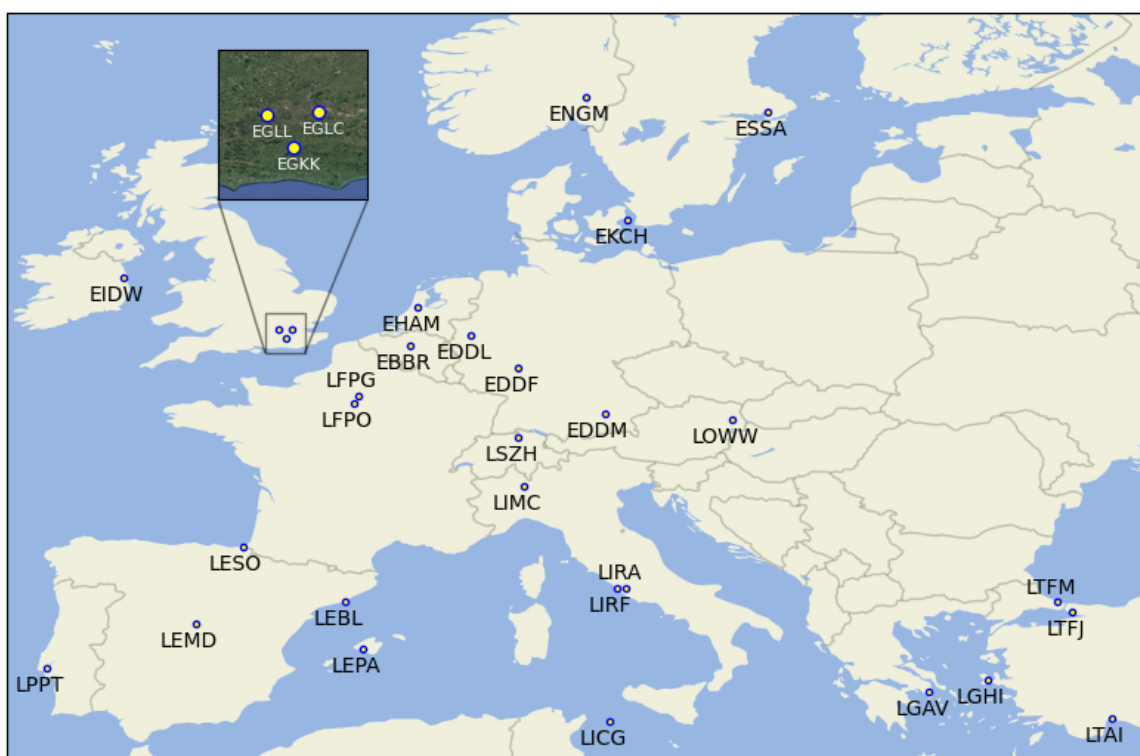 ENGM
ESSA
EGLL
EGLC
EGKK
EKCH
EIDW
EHAM
EDDL
EBBR
LFPG
EDDF
LFPO
EDDM
LOWW
LSZH
LIMC
LESO
LIRA
LIRF
LEBL
LTFM
LTFJ
LEMD
LEPA
LPPT
LGAV
LGHI
LTAI
LICG